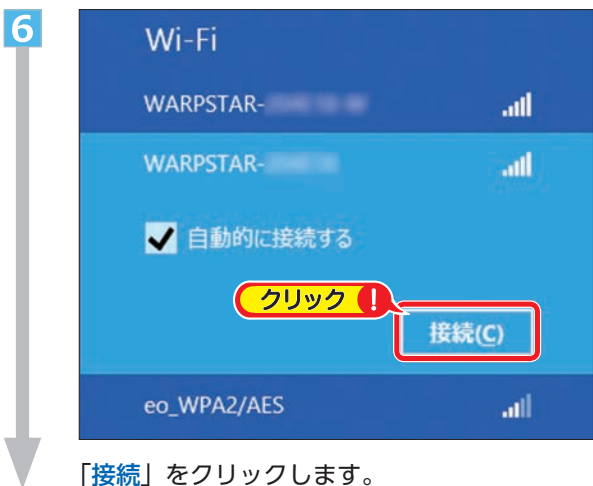 6
Wi-Fi
WARPSTAR-
WARPSTAR-
自動的に接続する
クリック !
接続(C)
eo_WPA2/AES
「接続」をクリックします。